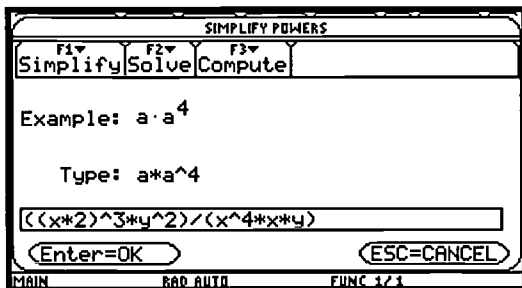 SIMPLIFY POWERS
F1▾ F2▾ F3▾
Simplify Solve Compute
Example: a·a⁴
Type: a*a^4
((x*2)^3*y^2)/(x^4*x*y)
Enter=OK ESC=CANCEL
MAIN RAD AUTO FUNC 1/1